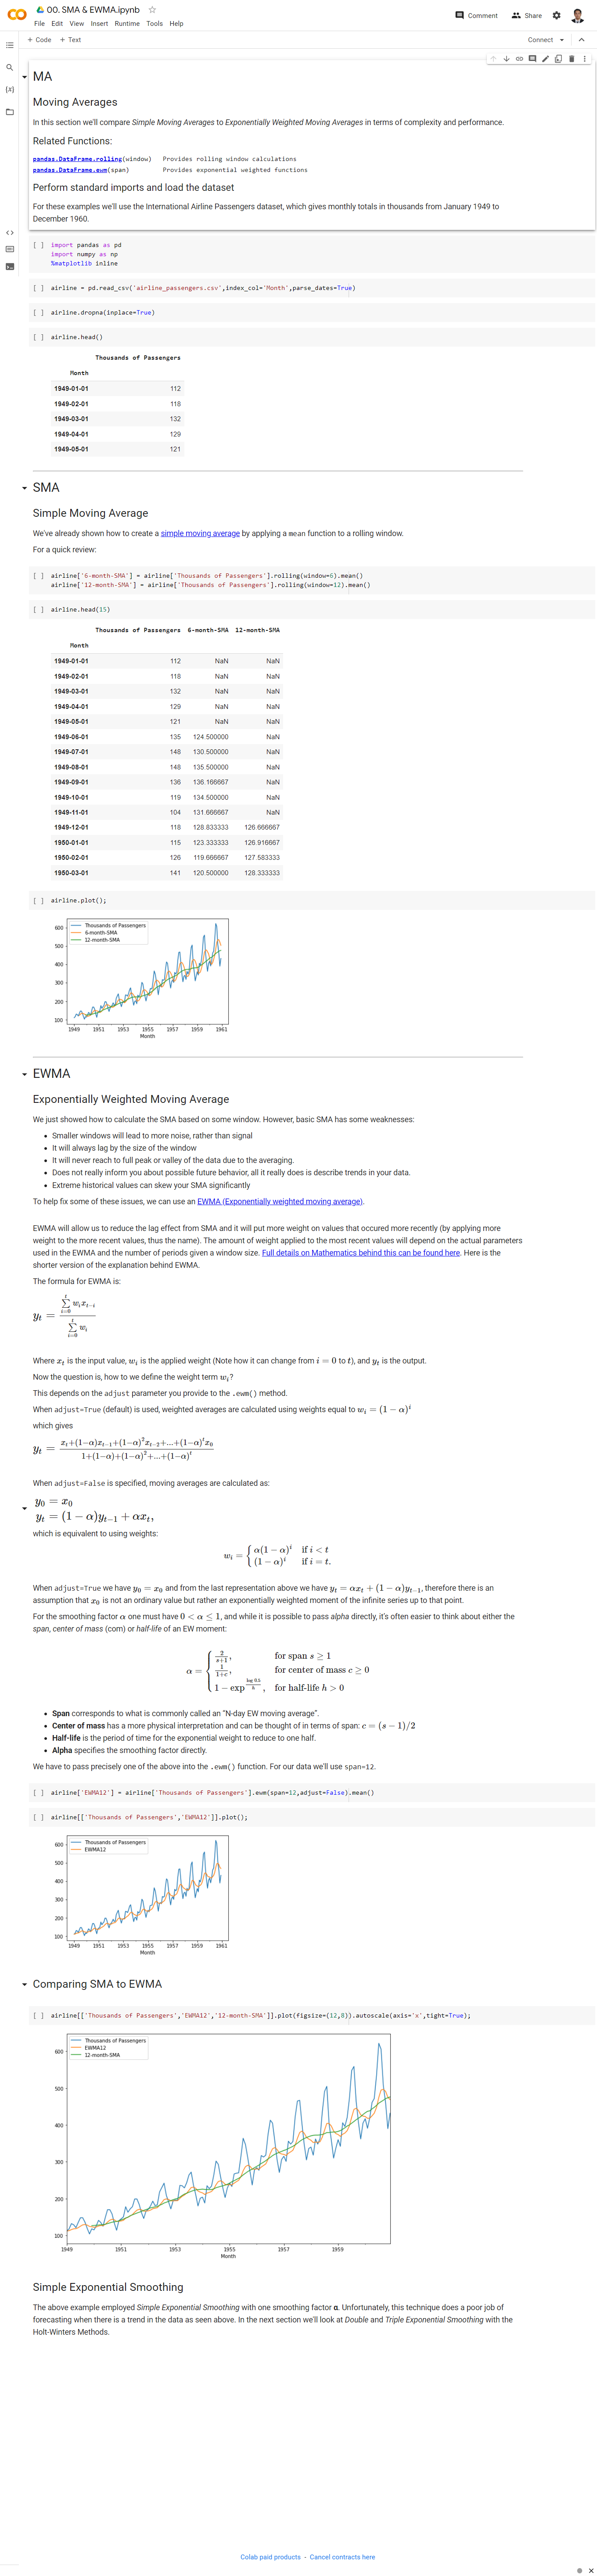 00. SMA & EWMA.ipynb
File Edit View Insert Runtime Tools Help
Comment Share
+ Code + Text
Connect
MA
Moving Averages
In this section we'll compare Simple Moving Averages to Exponentially Weighted Moving Averages in terms of complexity and performance.
Related Functions:
pandas.DataFrame.rolling(window) Provides rolling window calculations
pandas.DataFrame.ewm(span) Provides exponential weighted functions
Perform standard imports and load the dataset
For these examples we'll use the International Airline Passengers dataset, which gives monthly totals in thousands from January 1949 to
December 1960.
[ ] import pandas as pd
import numpy as np
%matplotlib inline
[ ] airline = pd.read_csv('airline_passengers.csv',index_col='Month',parse_dates=True)
[ ] airline.dropna(inplace=True)
[ ] airline.head()
Thousands of Passengers
Month
1949-01-01 112
1949-02-01 118
1949-03-01 132
1949-04-01 129
1949-05-01 121
SMA
Simple Moving Average
We've already shown how to create a simple moving average by applying a mean function to a rolling window.
For a quick review:
[ ] airline['6-month-SMA'] = airline['Thousands of Passengers'].rolling(window=6).mean()
airline['12-month-SMA'] = airline['Thousands of Passengers'].rolling(window=12).mean()
[ ] airline.head(15)
Thousands of Passengers 6-month-SMA 12-month-SMA
Month
1949-01-01 112 NaN NaN
1949-02-01 118 NaN NaN
1949-03-01 132 NaN NaN
1949-04-01 129 NaN NaN
1949-05-01 121 NaN NaN
1949-06-01 135 124.500000 NaN
1949-07-01 148 130.500000 NaN
1949-08-01 148 135.500000 NaN
1949-09-01 136 136.166667 NaN
1949-10-01 119 134.500000 NaN
1949-11-01 104 131.666667 NaN
1949-12-01 118 128.833333 126.666667
1950-01-01 115 123.333333 126.916667
1950-02-01 126 119.666667 127.583333
1950-03-01 141 120.500000 128.333333
[ ] airline.plot();
Thousands of Passengers
6-month-SMA
12-month-SMA
600
500
400
300
200
100
1949 1951 1953 1955 1957 1959 1961
Month
EWMA
Exponentially Weighted Moving Average
We just showed how to calculate the SMA based on some window. However, basic SMA has some weaknesses:
• Smaller windows will lead to more noise, rather than signal
• It will always lag by the size of the window
• It will never reach to full peak or valley of the data due to the averaging.
• Does not really inform you about possible future behavior, all it really does is describe trends in your data.
• Extreme historical values can skew your SMA significantly
To help fix some of these issues, we can use an EWMA (Exponentially weighted moving average).
EWMA will allow us to reduce the lag effect from SMA and it will put more weight on values that occured more recently (by applying more
weight to the more recent values, thus the name). The amount of weight applied to the most recent values will depend on the actual parameters
used in the EWMA and the number of periods given a window size. Full details on Mathematics behind this can be found here. Here is the
shorter version of the explanation behind EWMA.
The formula for EWMA is:
y_t = \frac{\sum_{i=0}^{t} w_i x_{t-i}}{\sum_{i=0}^{t} w_i}
Where x_t is the input value, w_i is the applied weight (Note how it can change from i = 0 to t), and y_t is the output.
Now the question is, how to we define the weight term w_i?
This depends on the adjust parameter you provide to the .ewm() method.
When adjust=True (default) is used, weighted averages are calculated using weights equal to w_i = (1 − α)^i
which gives
y_t = \frac{x_t+(1−α)x_{t−1}+(1−α)^2x_{t−2}+...+(1−α)^tx_0}{1+(1−α)+(1−α)^2+...+(1−α)^t}
When adjust=False is specified, moving averages are calculated as:
y_0 = x_0
y_t = (1 − α)y_{t−1} + αx_t,
which is equivalent to using weights:
w_i = { α(1 − α)^i if i < t
(1 − α)^i if i = t.
When adjust=True we have y_0 = x_0 and from the last representation above we have y_t = αx_t + (1 − α)y_{t−1}, therefore there is an
assumption that x_0 is not an ordinary value but rather an exponentially weighted moment of the infinite series up to that point.
For the smoothing factor α one must have 0 < α ≤ 1, and while it is possible to pass alpha directly, it's often easier to think about either the
span, center of mass (com) or half-life of an EW moment:
α = { \frac{2}{s+1}, for span s ≥ 1
\frac{1}{1+c}, for center of mass c ≥ 0
1 − exp^{\frac{log 0.5}{h}}, for half-life h > 0
• Span corresponds to what is commonly called an "N-day EW moving average".
• Center of mass has a more physical interpretation and can be thought of in terms of span: c = (s − 1)/2
• Half-life is the period of time for the exponential weight to reduce to one half.
• Alpha specifies the smoothing factor directly.
We have to pass precisely one of the above into the .ewm() function. For our data we'll use span=12.
[ ] airline['EWMA12'] = airline['Thousands of Passengers'].ewm(span=12,adjust=False).mean()
[ ] airline[['Thousands of Passengers','EWMA12']].plot();
Thousands of Passengers
EWMA12
600
500
400
300
200
100
1949 1951 1953 1955 1957 1959 1961
Month
Comparing SMA to EWMA
[ ] airline[['Thousands of Passengers','EWMA12','12-month-SMA']].plot(figsize=(12,8)).autoscale(axis='x',tight=True);
Thousands of Passengers
EWMA12
12-month-SMA
600
500
400
300
200
100
1949 1951 1953 1955 1957 1959
Month
Simple Exponential Smoothing
The above example employed Simple Exponential Smoothing with one smoothing factor α. Unfortunately, this technique does a poor job of
forecasting when there is a trend in the data as seen above. In the next section we'll look at Double and Triple Exponential Smoothing with the
Holt-Winters Methods.
Colab paid products - Cancel contracts here